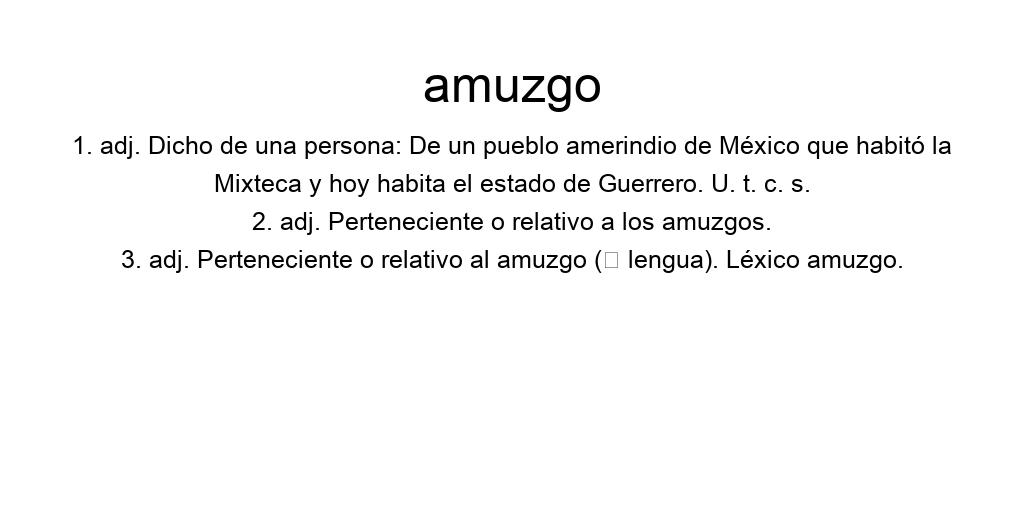 amuzgo
1. adj. Dicho de una persona: De un pueblo amerindio de México que habitó la
Mixteca y hoy habita el estado de Guerrero. U. t. c. s.
2. adj. Perteneciente o relativo a los amuzgos.
3. adj. Perteneciente o relativo al amuzgo (□ lengua). Léxico amuzgo.